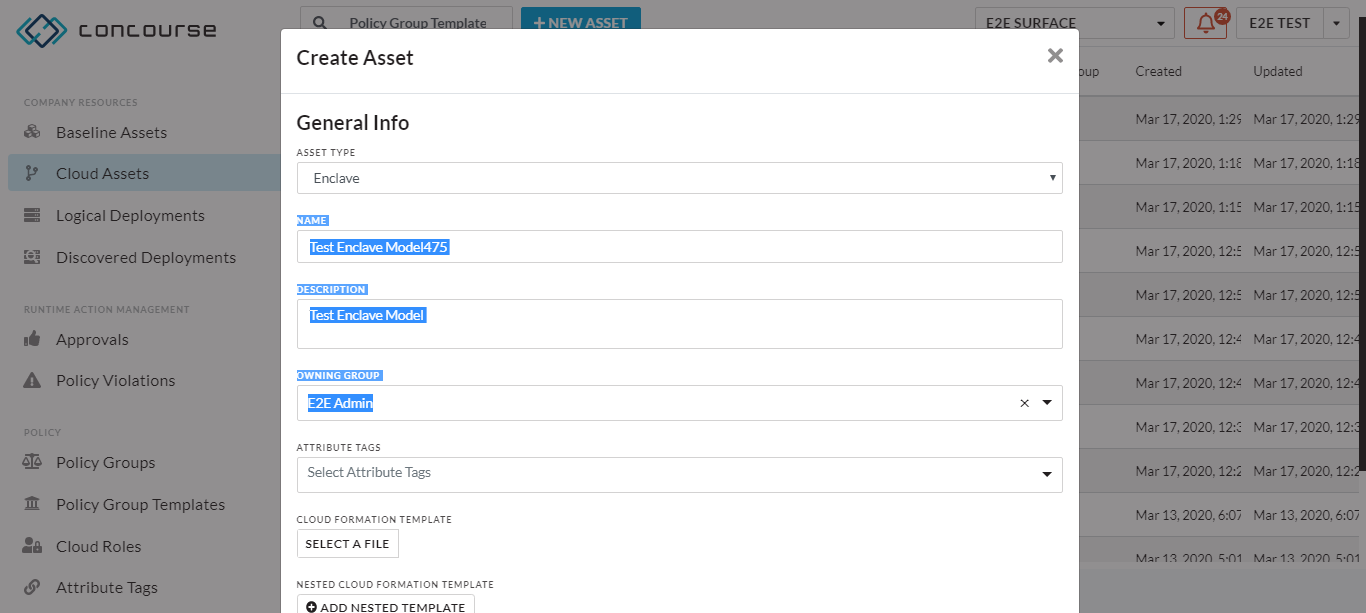 concourse
Policy Group Template
+ NEW ASSET
E2E SURFACE
24
E2E TEST
COMPANY RESOURCES
Baseline Assets
Cloud Assets
Logical Deployments
Discovered Deployments
RUNTIME ACTION MANAGEMENT
Approvals
Policy Violations
POLICY
Policy Groups
Policy Group Templates
Cloud Roles
Attribute Tags
Create Asset
General Info
ASSET TYPE
Enclave
NAME
Test Enclave Model475
DESCRIPTION
Test Enclave Model
OWNING GROUP
E2E Admin
ATTRIBUTE TAGS
Select Attribute Tags
CLOUD FORMATION TEMPLATE
SELECT A FILE
NESTED CLOUD FORMATION TEMPLATE
ADD NESTED TEMPLATE
oup Created Updated
Mar 17, 2020, 1:29 Mar 17, 2020, 1:29
Mar 17, 2020, 1:18 Mar 17, 2020, 1:18
Mar 17, 2020, 1:15 Mar 17, 2020, 1:15
Mar 17, 2020, 12:5 Mar 17, 2020, 12:5
Mar 17, 2020, 12:5 Mar 17, 2020, 12:5
Mar 17, 2020, 12:4 Mar 17, 2020, 12:4
Mar 17, 2020, 12:4 Mar 17, 2020, 12:4
Mar 17, 2020, 12:3 Mar 17, 2020, 12:3
Mar 17, 2020, 12:2 Mar 17, 2020, 12:2
Mar 13, 2020, 6:07 Mar 13, 2020, 6:07
Mar 13, 2020, 5:01 Mar 13, 2020, 5:01